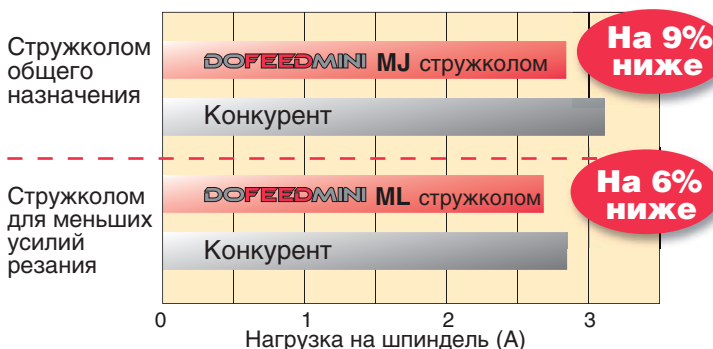 Стружколом
общего
назначения
DOFEEDMINI MJ стружколом
На 9%
ниже
Конкурент
Стружколом
для меньших
усилий
резания
DOFEEDMINI ML стружколом
На 6%
ниже
Конкурент
0 1 2 3
Нагрузка на шпиндель (A)